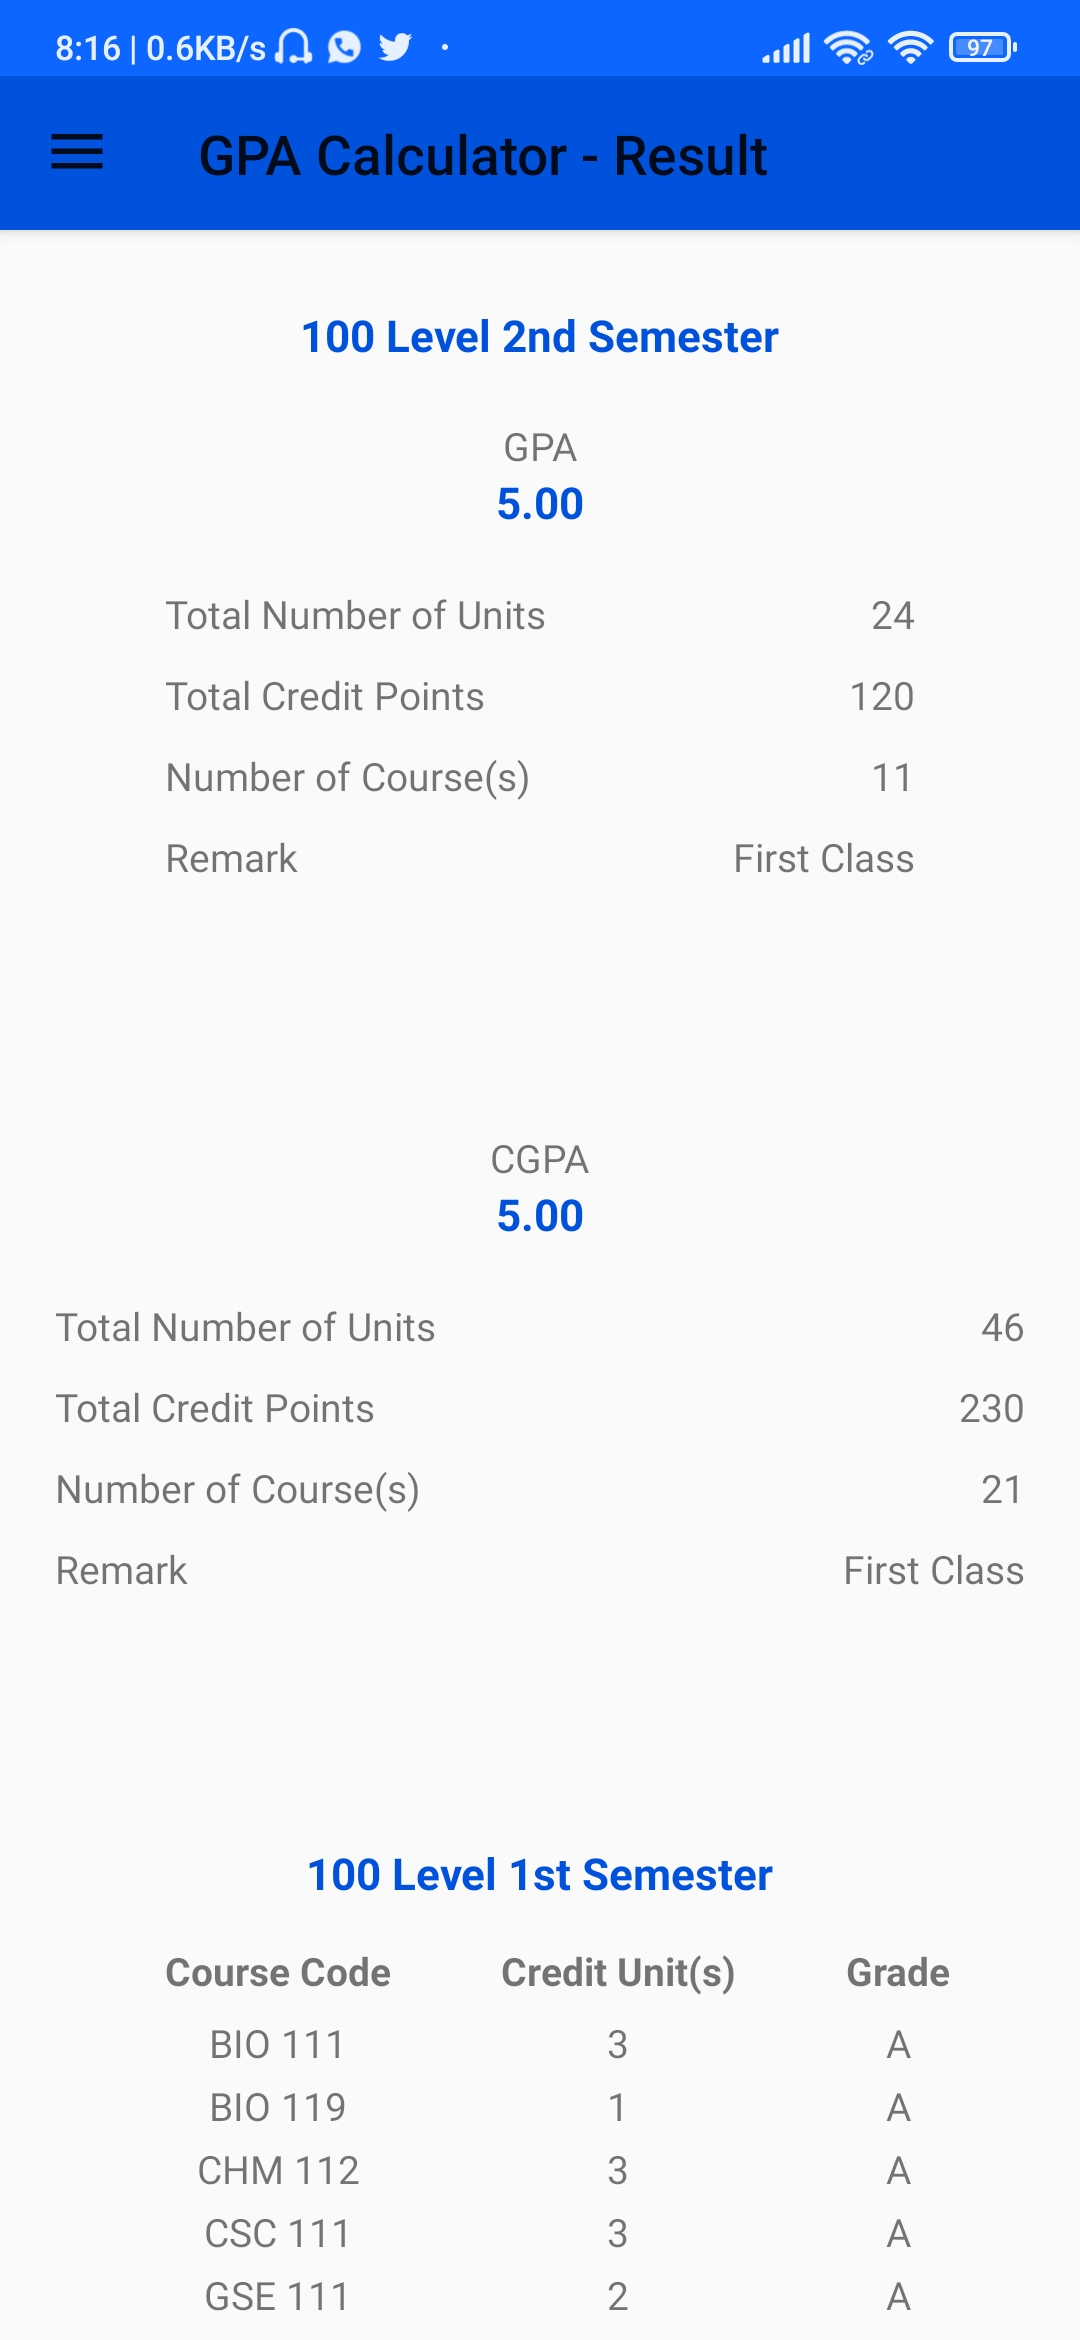 8:16 | 0.6KB/s 97
GPA Calculator - Result
100 Level 2nd Semester
GPA
5.00
Total Number of Units 24
Total Credit Points 120
Number of Course(s) 11
Remark First Class
CGPA
5.00
Total Number of Units 46
Total Credit Points 230
Number of Course(s) 21
Remark First Class
100 Level 1st Semester
Course Code Credit Unit(s) Grade
BIO 111 3 A
BIO 119 1 A
CHM 112 3 A
CSC 111 3 A
GSE 111 2 A